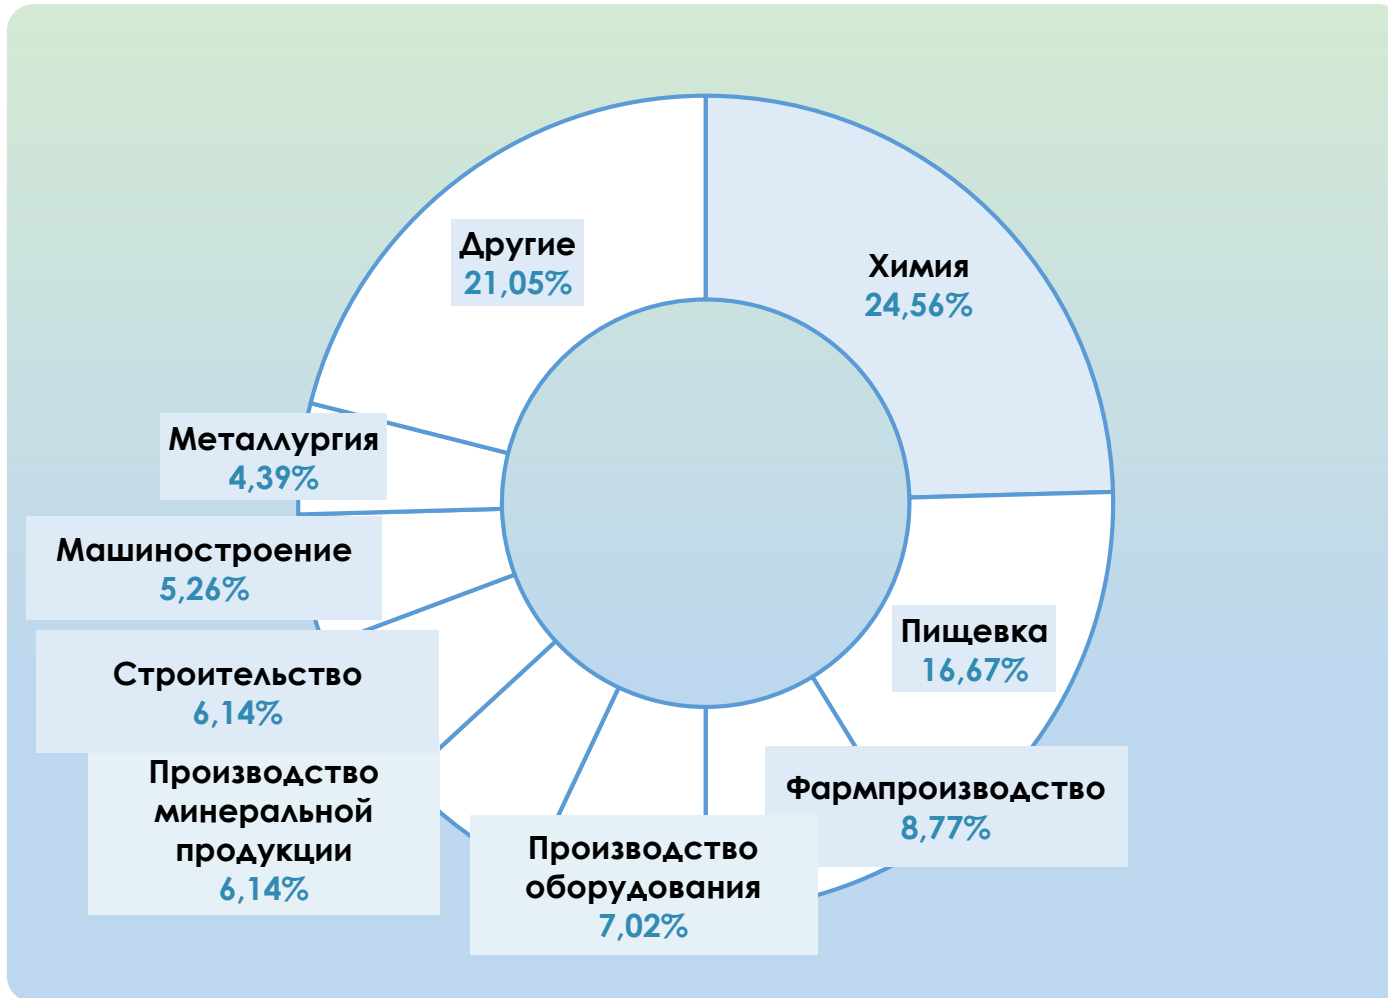 Другие
21,05%
Химия
24,56%
Металлургия
4,39%
Машиностроение
5,26%
Пищевка
16,67%
Строительство
6,14%
Производство
минеральной
продукции
6,14%
Фармпроизводство
8,77%
Производство
оборудования
7,02%